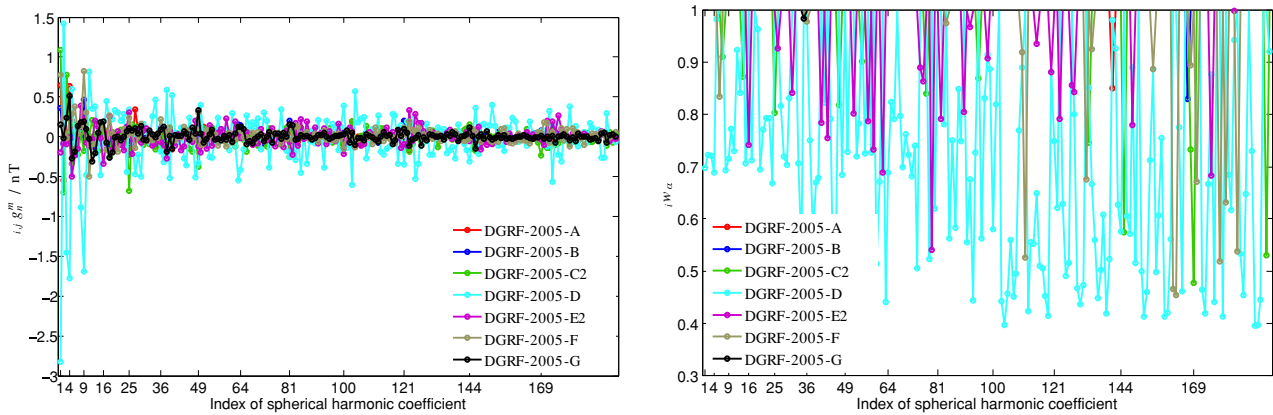 1.5
1
0.5
0
−0.5
−1
−1.5
−2
−2.5
−3
i,j g_n^m / nT
DGRF-2005-A
DGRF-2005-B
DGRF-2005-C2
DGRF-2005-D
DGRF-2005-E2
DGRF-2005-F
DGRF-2005-G
1 4 9 16 25 36 49 64 81 100 121 144 169
Index of spherical harmonic coefficient
1
0.9
0.8
0.7
0.6
0.5
0.4
0.3
i w α
DGRF-2005-A
DGRF-2005-B
DGRF-2005-C2
DGRF-2005-D
DGRF-2005-E2
DGRF-2005-F
DGRF-2005-G
1 4 9 16 25 36 49 64 81 100 121 144 169
Index of spherical harmonic coefficient